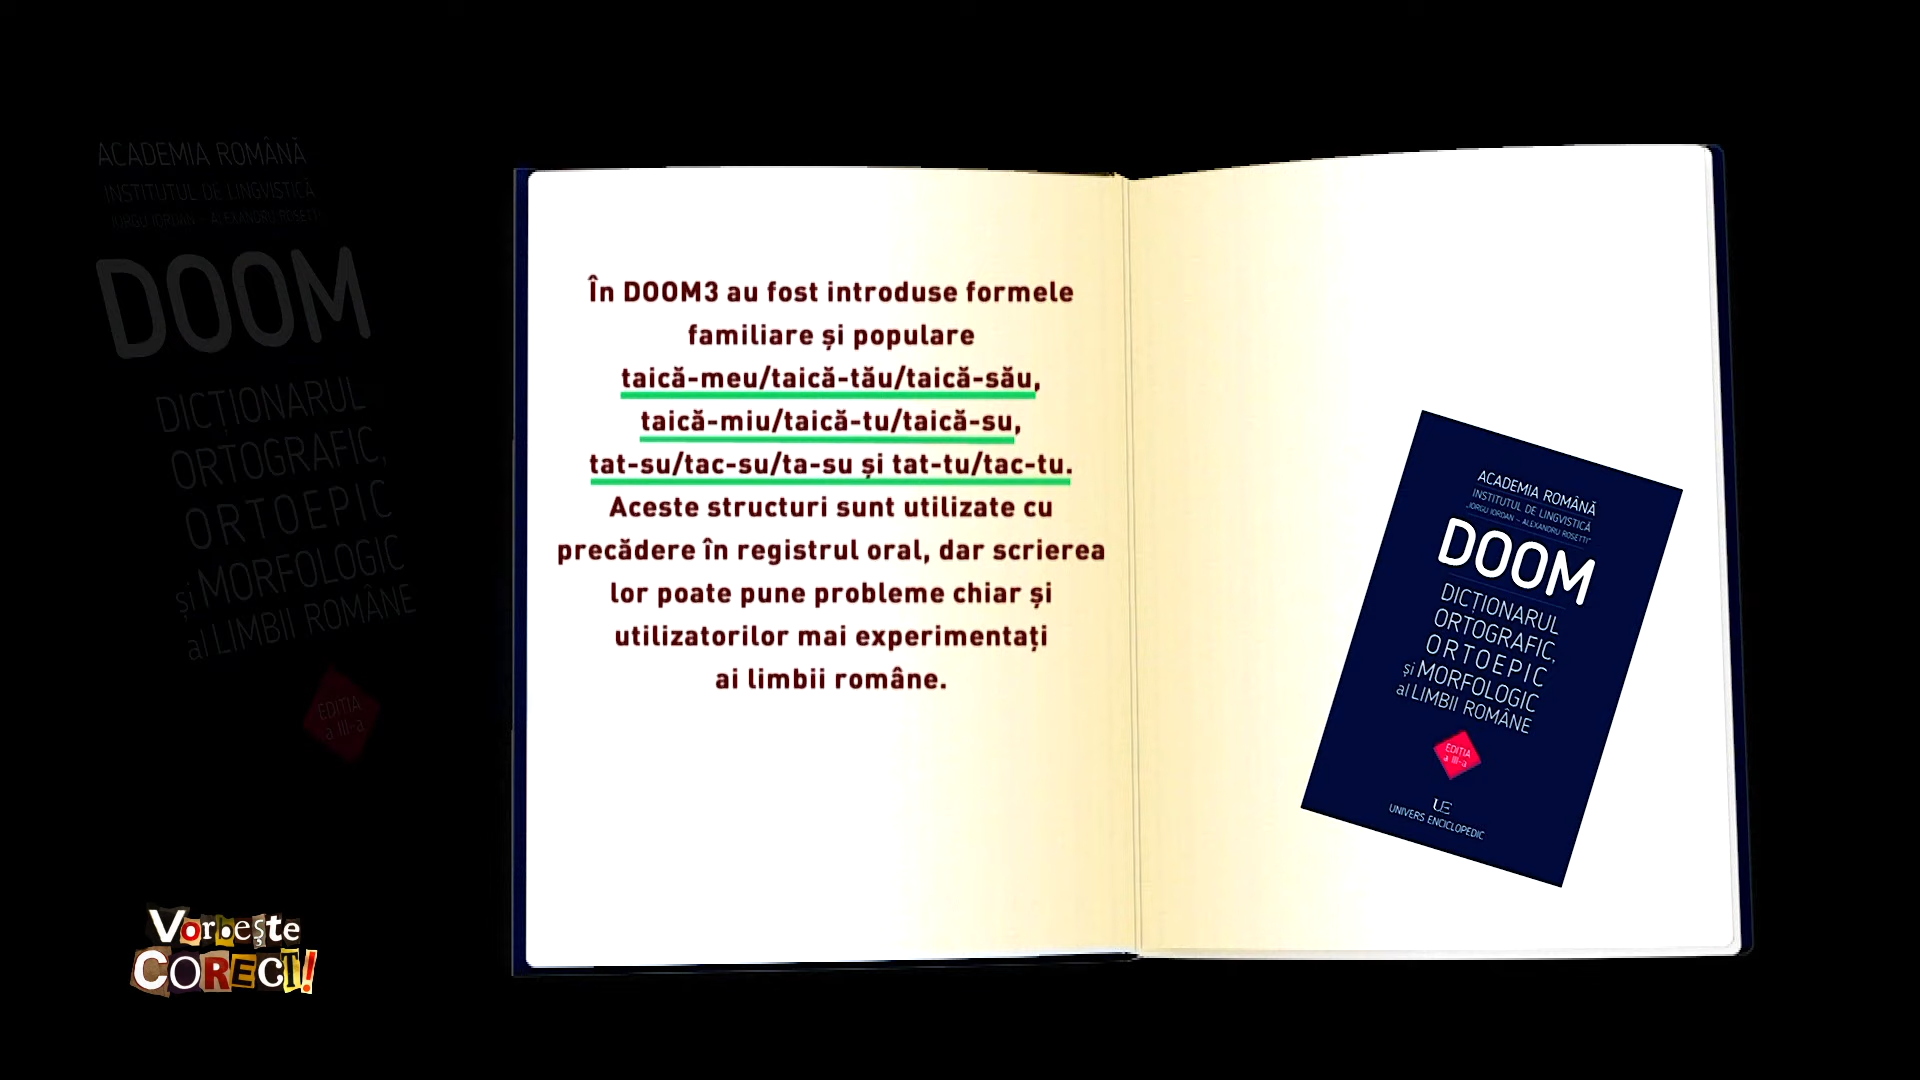 ACADEMIA ROMÂNĂ
INSTITUTUL DE LINGVISTICĂ
„IORGU IORDAN – ALEXANDRU ROSETTI”
DOOM
DICȚIONARUL
ORTOGRAFIC,
ORTOEPIC
și MORFOLOGIC
al LIMBII ROMÂNE
EDIȚIA
a III-a
În DOOM3 au fost introduse formele
familiare și populare
taică-meu/taică-tău/taică-său,
taică-miu/taică-tu/taică-su,
tat-su/tac-su/ta-su și tat-tu/tac-tu.
Aceste structuri sunt utilizate cu
precădere în registrul oral, dar scrierea
lor poate pune probleme chiar și
utilizatorilor mai experimentați
ai limbii române.
ACADEMIA ROMÂNĂ
INSTITUTUL DE LINGVISTICĂ
„IORGU IORDAN – ALEXANDRU ROSETTI”
DOOM
DICȚIONARUL
ORTOGRAFIC,
ORTOEPIC
și MORFOLOGIC
al LIMBII ROMÂNE
EDIȚIA
a III-a
UE
UNIVERS ENCICLOPEDIC
Vorbește
CORECT!